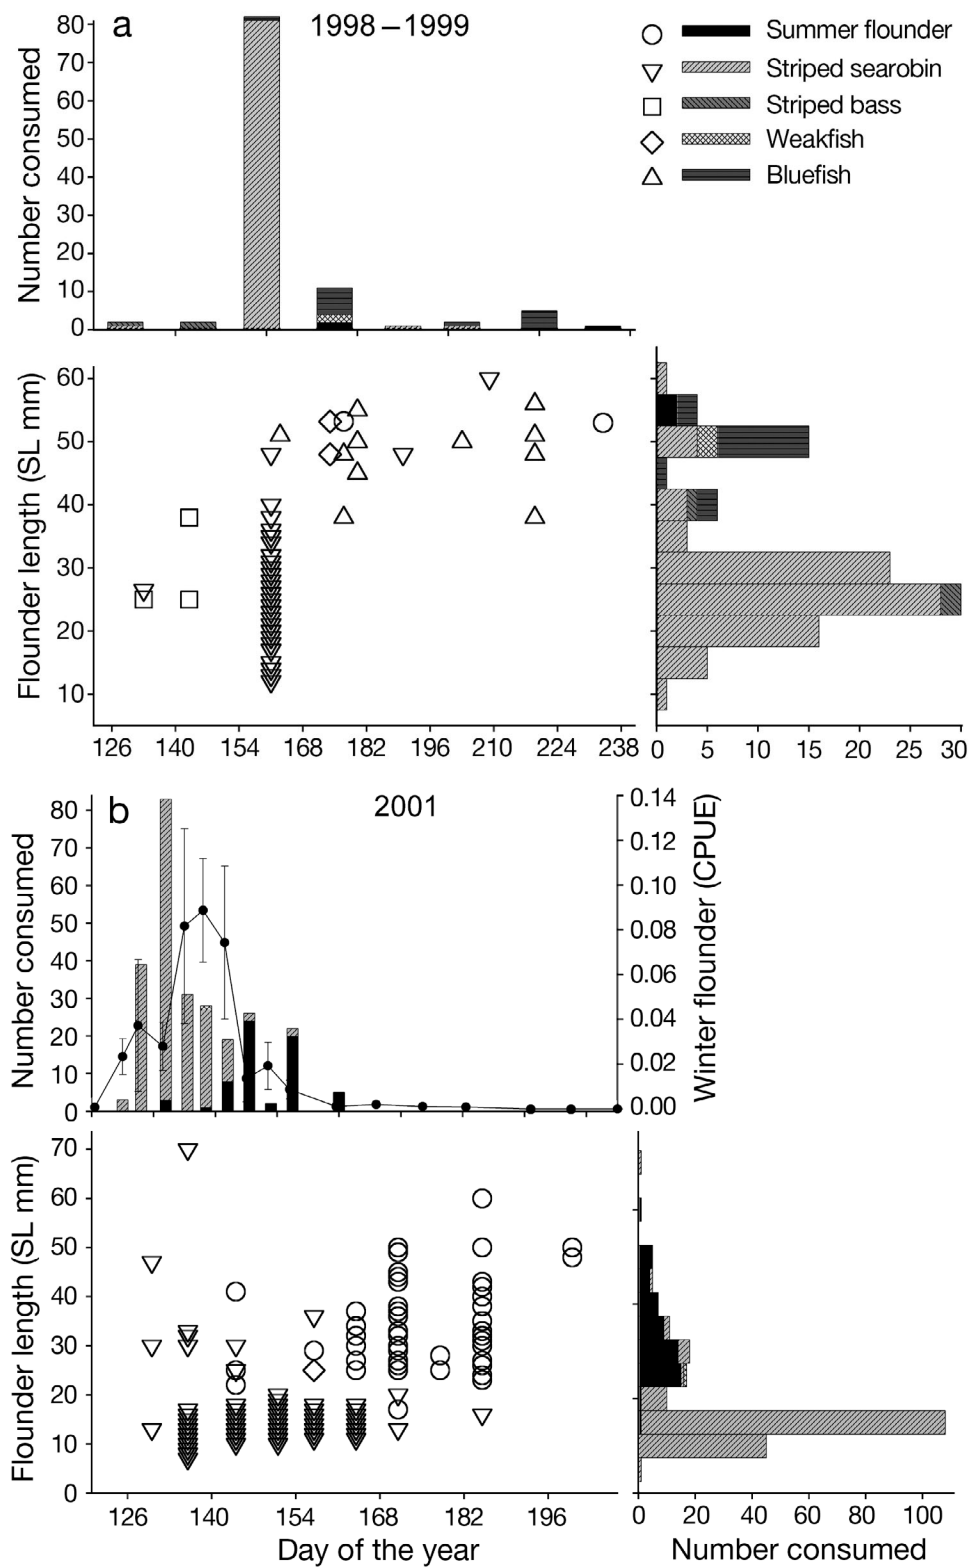 a
1998–1999
Summer flounder
Striped searobin
Striped bass
Weakfish
Bluefish
Number consumed
80
70
60
50
40
30
20
10
0
Flounder length (SL mm)
60
50
40
30
20
10
126 140 154 168 182 196 210 224 238
0 5 10 15 20 25 30
b
2001
Number consumed
80
70
60
50
40
30
20
10
0
0.14
0.12
0.10
0.08
0.06
0.04
0.02
0.00
Winter flounder (CPUE)
Flounder length (SL mm)
70
60
50
40
30
20
10
0
126 140 154 168 182 196
Day of the year
0 20 40 60 80 100
Number consumed